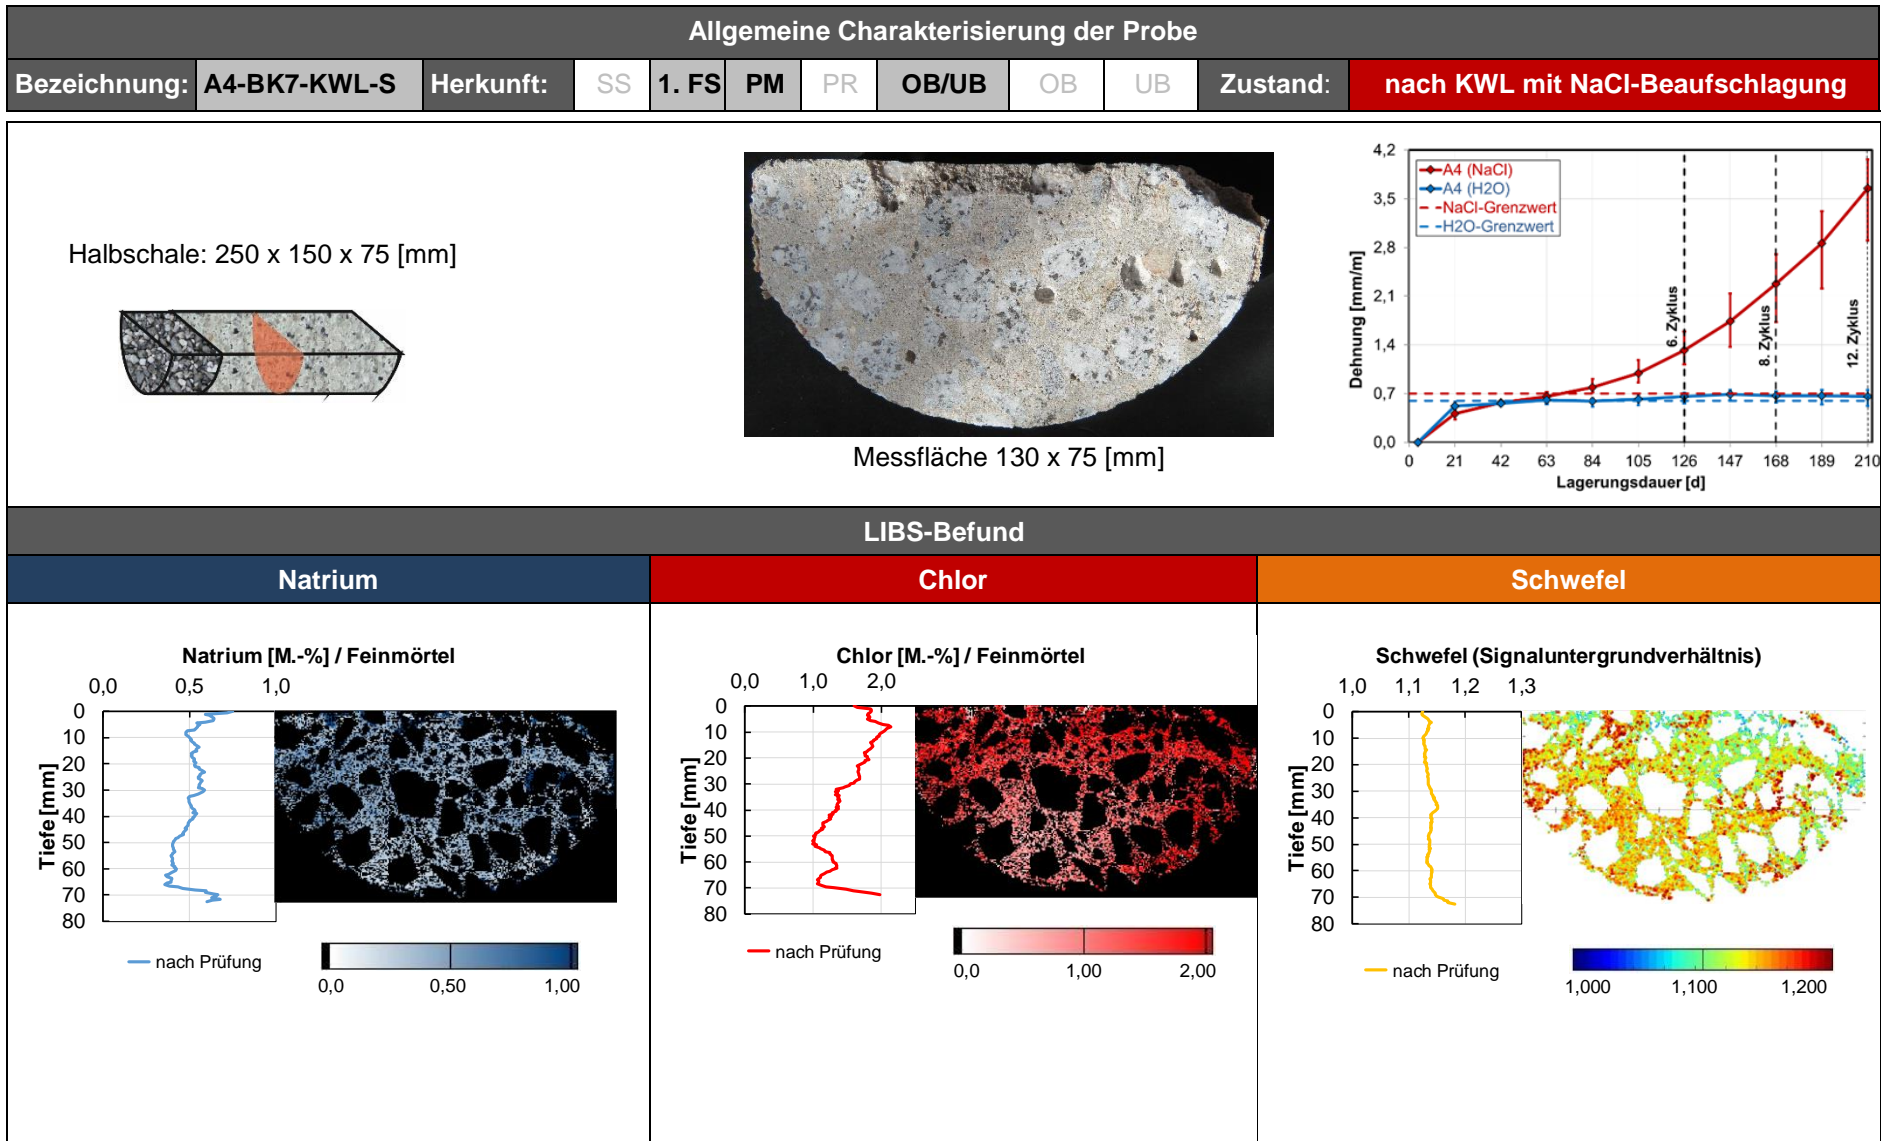 Allgemeine Charakterisierung der Probe
Bezeichnung: A4-BK7-KWL-S Herkunft: SS 1. FS PM PR OB/UB OB UB Zustand: nach KWL mit NaCl-Beaufschlagung
Halbschale: 250 x 150 x 75 [mm]
Messfläche 130 x 75 [mm]
4,2
3,5
2,8
2,1
1,4
0,7
0,0
Dehnung [mm/m]
A4 (NaCl)
A4 (H2O)
NaCl-Grenzwert
H2O-Grenzwert
6. Zyklus
8. Zyklus
12. Zyklus
0 21 42 63 84 105 126 147 168 189 210
Lagerungsdauer [d]
LIBS-Befund
Natrium
Chlor
Schwefel
Natrium [M.-%] / Feinmörtel
0,0 0,5 1,0
0
10
20
30
40
50
60
70
80
Tiefe [mm]
nach Prüfung
0,0 0,50 1,00
Chlor [M.-%] / Feinmörtel
0,0 1,0 2,0
0
10
20
30
40
50
60
70
80
Tiefe [mm]
nach Prüfung
0,0 1,00 2,00
Schwefel (Signaluntergrundverhältnis)
1,0 1,1 1,2 1,3
0
10
20
30
40
50
60
70
80
Tiefe [mm]
nach Prüfung
1,000 1,100 1,200